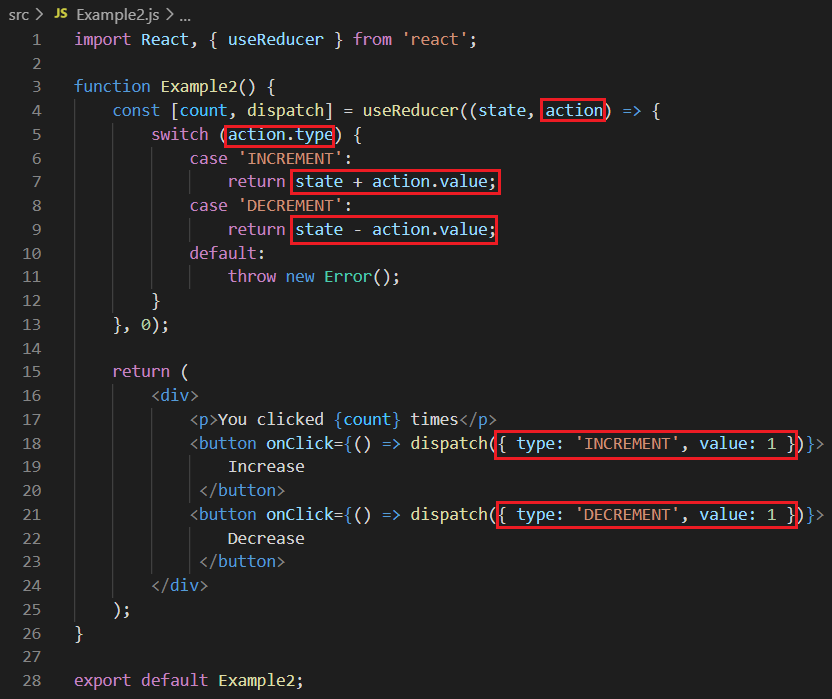 src > JS Example2.js > ...
1 import React, { useReducer } from 'react';
2
3 function Example2() {
4     const [count, dispatch] = useReducer((state, action) => {
5         switch (action.type) {
6             case 'INCREMENT':
7                 return state + action.value;
8             case 'DECREMENT':
9                 return state - action.value;
10             default:
11                 throw new Error();
12         }
13     }, 0);
14
15     return (
16         <div>
17             <p>You clicked {count} times</p>
18             <button onClick={() => dispatch({ type: 'INCREMENT', value: 1 })}>
19                 Increase
20              </button>
21             <button onClick={() => dispatch({ type: 'DECREMENT', value: 1 })}>
22                 Decrease
23              </button>
24         </div>
25     );
26 }
27
28 export default Example2;